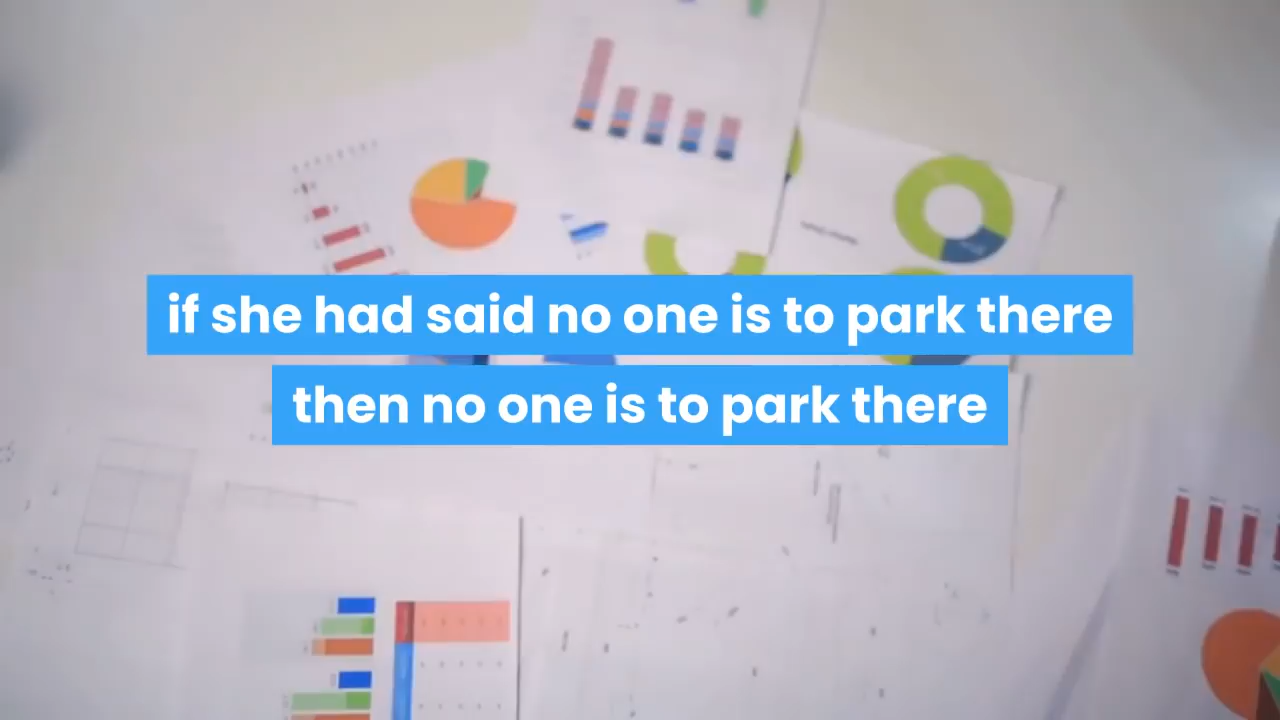 if she had said no one is to park there
then no one is to park there